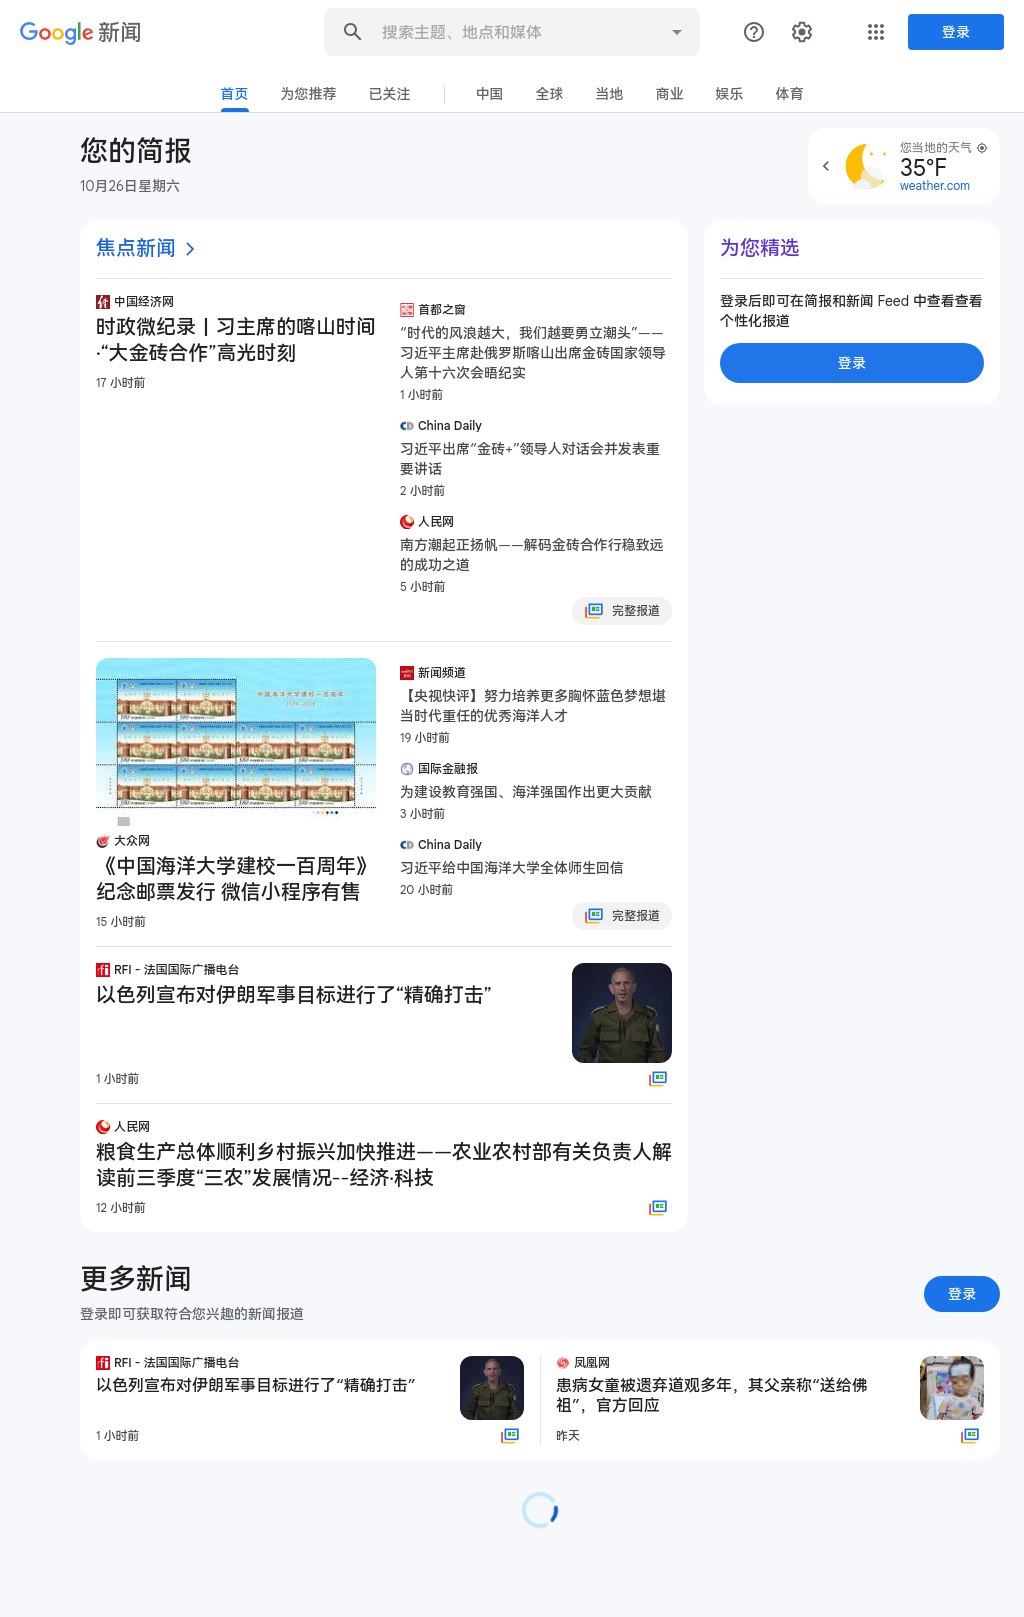 Google 新闻
搜索主题、地点和媒体
登录
首页
为您推荐
已关注
中国
全球
当地
商业
娱乐
体育
您的简报
10月26日星期六
您当地的天气
35°F
weather.com
焦点新闻
中国经济网
时政微纪录丨习主席的喀山时间
·“大金砖合作”高光时刻
17 小时前
首都之窗
“时代的风浪越大，我们越要勇立潮头”——
习近平主席赴俄罗斯喀山出席金砖国家领导
人第十六次会晤纪实
1 小时前
China Daily
习近平出席“金砖+”领导人对话会并发表重
要讲话
2 小时前
人民网
南方潮起正扬帆——解码金砖合作行稳致远
的成功之道
5 小时前
完整报道
为您精选
登录后即可在简报和新闻 Feed 中查看查看
个性化报道
登录
中国海洋大学建校一百周年
大众网
《中国海洋大学建校一百周年》
纪念邮票发行 微信小程序有售
15 小时前
新闻频道
【央视快评】努力培养更多胸怀蓝色梦想堪
当时代重任的优秀海洋人才
19 小时前
国际金融报
为建设教育强国、海洋强国作出更大贡献
3 小时前
China Daily
习近平给中国海洋大学全体师生回信
20 小时前
完整报道
RFI - 法国国际广播电台
以色列宣布对伊朗军事目标进行了“精确打击”
1 小时前
人民网
粮食生产总体顺利乡村振兴加快推进——农业农村部有关负责人解
读前三季度“三农”发展情况--经济·科技
12 小时前
更多新闻
登录即可获取符合您兴趣的新闻报道
登录
RFI - 法国国际广播电台
以色列宣布对伊朗军事目标进行了“精确打击”
1 小时前
凤凰网
患病女童被遗弃道观多年，其父亲称“送给佛
祖”，官方回应
昨天